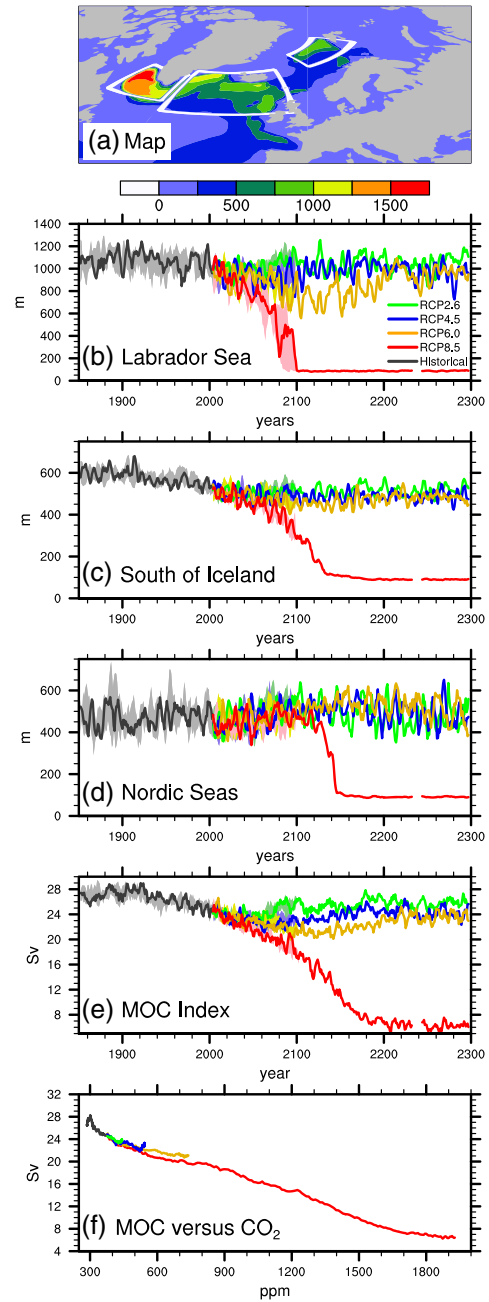 (a) Map
0 500 1000 1500
1400
1200
1000
800
600
400
200
0
m
RCP2.6
RCP4.5
RCP6.0
RCP8.5
Historical
(b) Labrador Sea
1900 2000 2100 2200 2300
years
600
400
200
0
m
(c) South of Iceland
1900 2000 2100 2200 2300
years
600
400
200
0
m
(d) Nordic Seas
1900 2000 2100 2200 2300
years
28
24
20
16
12
8
Sv
(e) MOC Index
1900 2000 2100 2200 2300
year
32
28
24
20
16
12
8
4
Sv
(f) MOC versus CO₂
300 600 900 1200 1500 1800
ppm